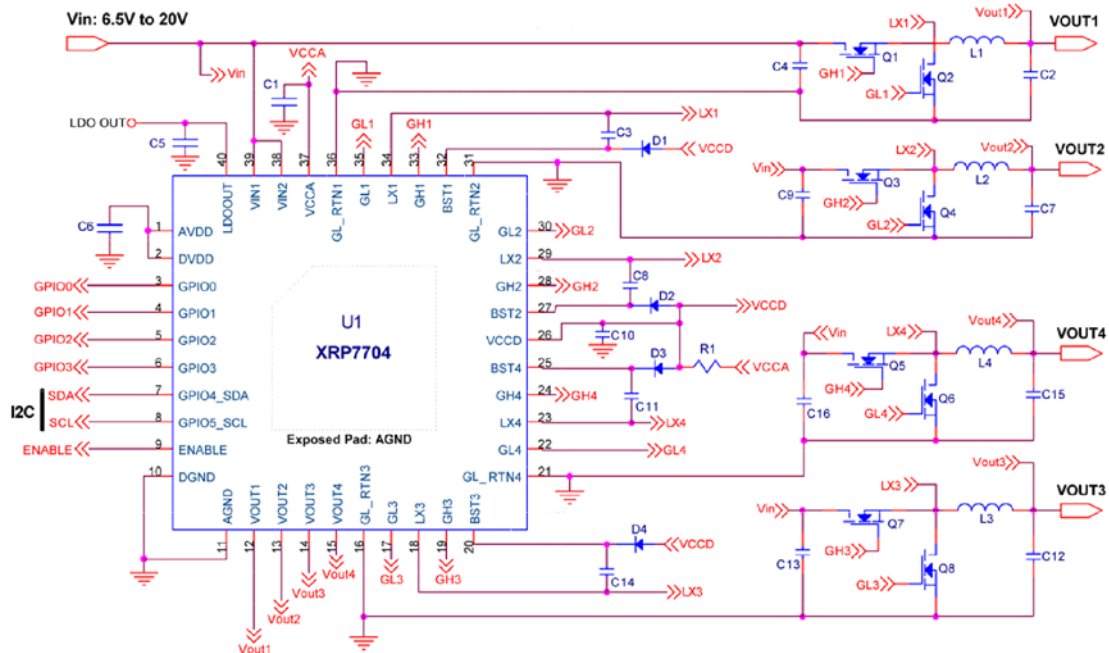 Vin: 6.5V to 20V
Vin
VCCA
C1
LDO OUT
C5
GL1
GH1
LX1
C3
D1
VCCD
C4
Q1
GH1
LX1
GL1
Q2
L1
Vout1
C2
VOUT1
40
39
38
37
36
35
34
33
32
31
LDOOUT
VIN1
VIN2
VCCA
GL_RTN1
GL1
LX1
GH1
BST1
GL_RTN2
Vin
C9
Q3
GH2
LX2
GL2
Q4
L2
Vout2
C7
VOUT2
C6
1 AVDD
2 DVDD
GPIO0 3 GPIO0
GPIO1 4 GPIO1
GPIO2 5 GPIO2
GPIO3 6 GPIO3
I2C
SDA 7 GPIO4_SDA
SCL 8 GPIO5_SCL
ENABLE 9 ENABLE
10 DGND
U1
XRP7704
Exposed Pad: AGND
GL2 30 GL2
LX2 29 LX2
C8
GH2 28 GH2
BST2 27
D2
VCCD
VCCD 26
C10
BST4 25
D3
R1
VCCA
GH4 24 GH4
C11
LX4 23 LX4
GL4 22 GL4
GL_RTN4 21
Vin
C16
Q5
GH4
LX4
GL4
Q6
L4
Vout4
C15
VOUT4
AGND
VOUT1
VOUT2
VOUT3
VOUT4
GL_RTN3
GL3
LX3
GH3
BST3
11
12
13
14
15
16
17
18
19
20
Vout1
Vout2
Vout3
Vout4
GL3
GH3
D4
VCCD
C14
LX3
Vin
C13
Q7
GH3
LX3
GL3
Q8
L3
Vout3
C12
VOUT3